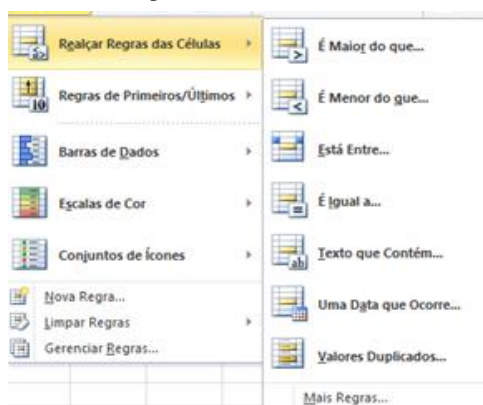 Realçar Regras das Células
Regras de Primeiros/Últimos
10
Barras de Dados
Escalas de Cor
Conjuntos de Ícones
Nova Regra...
Limpar Regras
Gerenciar Regras...
É Maior do que...
É Menor do que...
Está Entre...
É Igual a...
Texto que Contém...
ab
Uma Data que Ocorre...
Valores Duplicados...
Mais Regras...